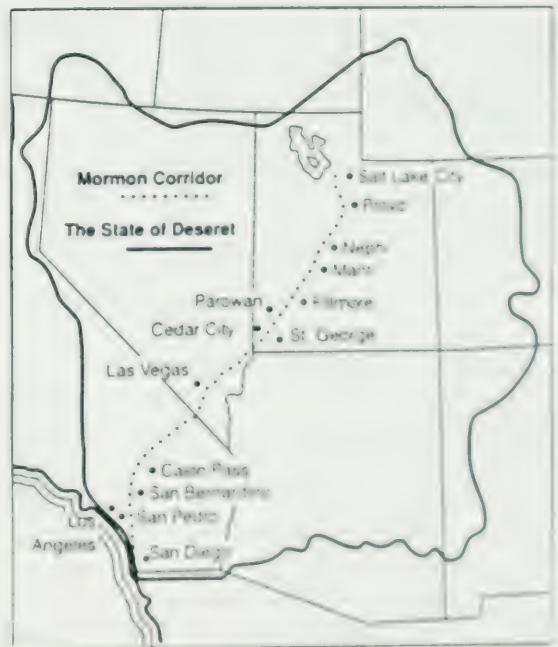 Mormon Corridor
The State of Deseret
Salt Lake City
Provo
Nephi
Manti
Parowan
Fillmore
Cedar City
St. George
Las Vegas
Cajon Pass
San Bernardino
San Pedro
Los
Angeles
San Diego